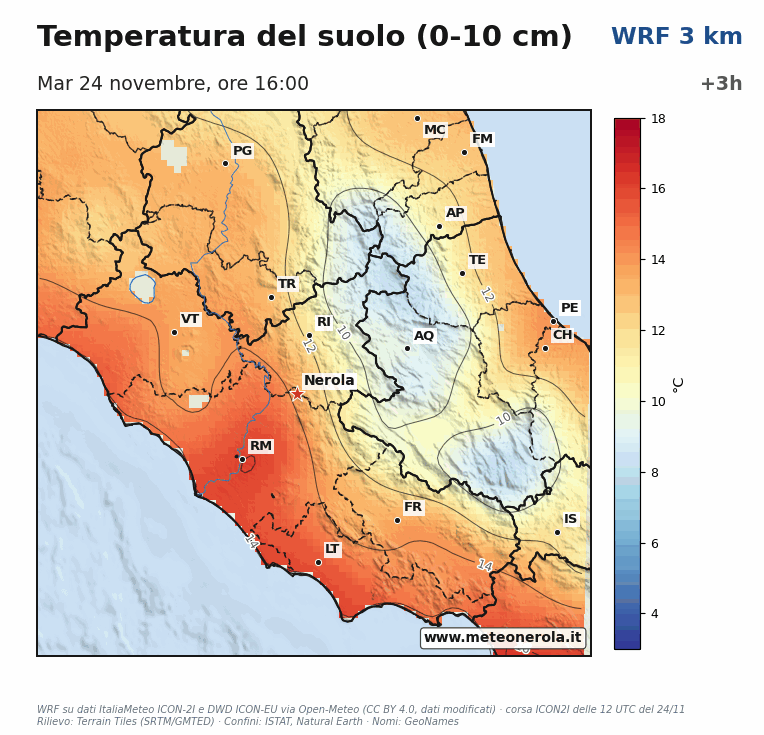 Temperatura del suolo (0-10 cm)
WRF 3 km
Mar 24 novembre, ore 16:00
+3h
MC
FM
PG
AP
TE
TR
12
PE
VT
RI
10
CH
12
AQ
Nerola
10
RM
FR
IS
14
LT
14
www.meteonerola.it
18
16
14
12
10
8
6
4
°C
WRF su dati ItaliaMeteo ICON-2I e DWD ICON-EU via Open-Meteo (CC BY 4.0, dati modificati) · corsa ICON2I delle 12 UTC del 24/11
Rilievo: Terrain Tiles (SRTM/GMTED) · Confini: ISTAT, Natural Earth · Nomi: GeoNames